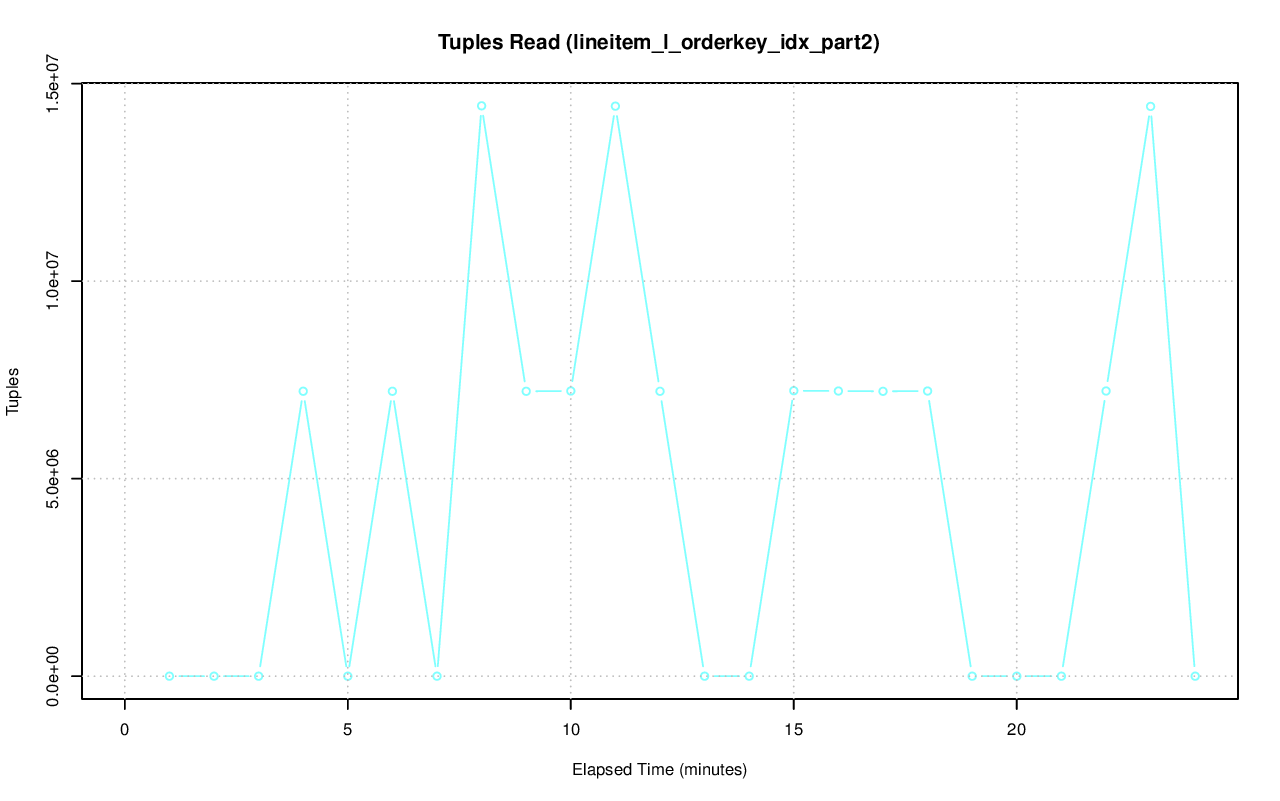 Tuples Read (lineitem_l_orderkey_idx_part2)
1.5e+07
1.0e+07
5.0e+06
0.0e+00
Tuples
0 5 10 15 20
Elapsed Time (minutes)